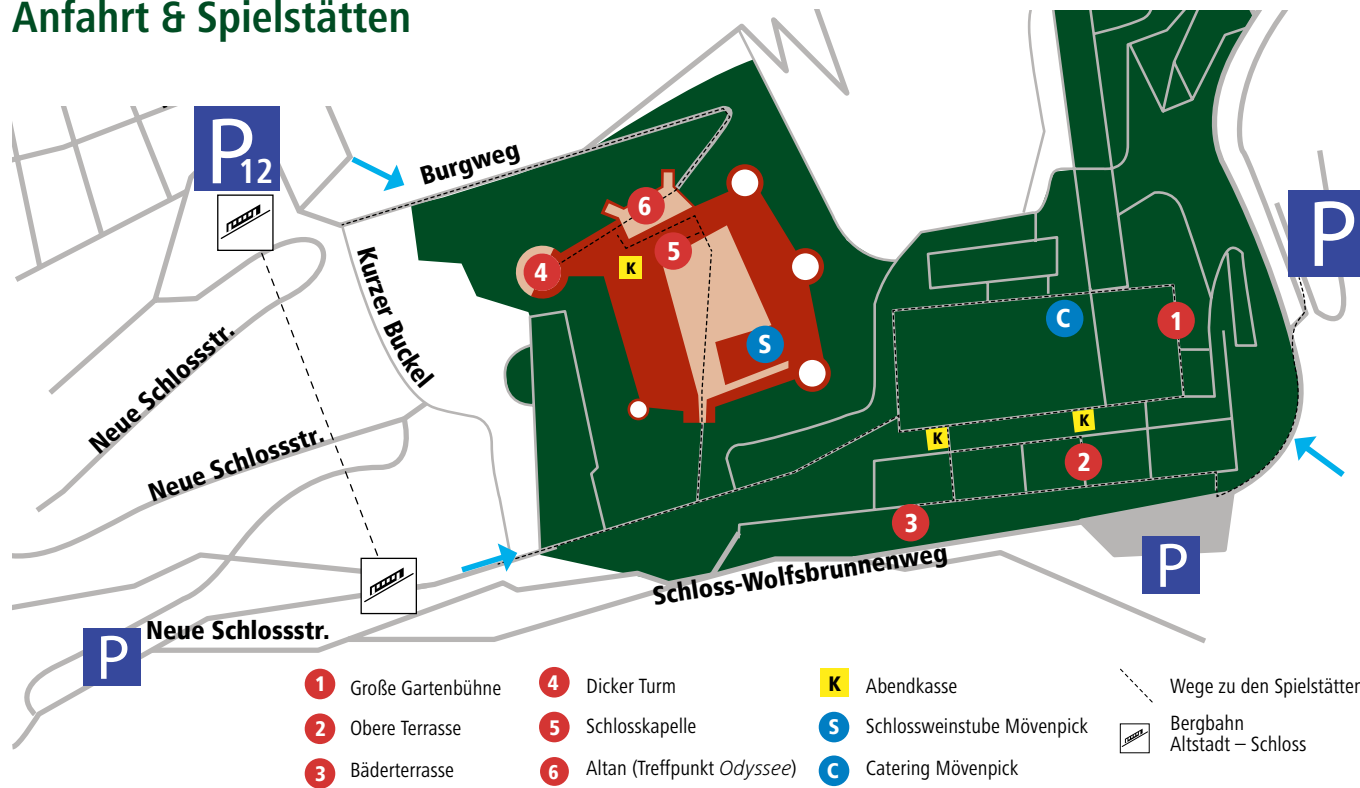 Anfahrt & Spielstätten
P12
Burgweg
Kurzer Buckel
Neue Schlossstr.
Neue Schlossstr.
Neue Schlossstr.
Schloss-Wolfsbrunnenweg
P
P
P
6
5
4
K
S
C
1
K
K
2
3
1 Große Gartenbühne
2 Obere Terrasse
3 Bäderterrasse
4 Dicker Turm
5 Schlosskapelle
6 Altan (Treffpunkt Odyssee)
K Abendkasse
S Schlossweinstube Mövenpick
C Catering Mövenpick
Wege zu den Spielstätten
Bergbahn
Altstadt – Schloss